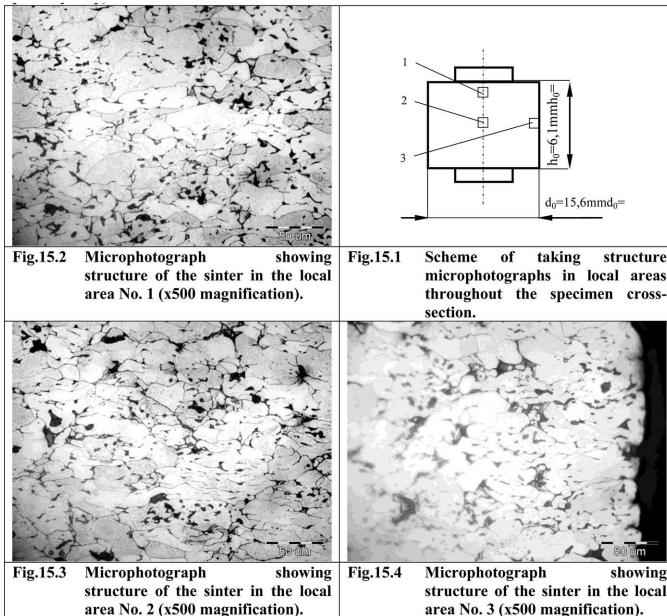 50 µm
1
2
3
h₀=6,1mmh₀=
d₀=15,6mmd₀=
Fig.15.2 Microphotograph showing
structure of the sinter in the local
area No. 1 (x500 magnification).
Fig.15.1 Scheme of taking structure
microphotographs in local areas
throughout the specimen cross-
section.
50 µm
50 µm
Fig.15.3 Microphotograph showing
structure of the sinter in the local
area No. 2 (x500 magnification).
Fig.15.4 Microphotograph showing
structure of the sinter in the local
area No. 3 (x500 magnification).